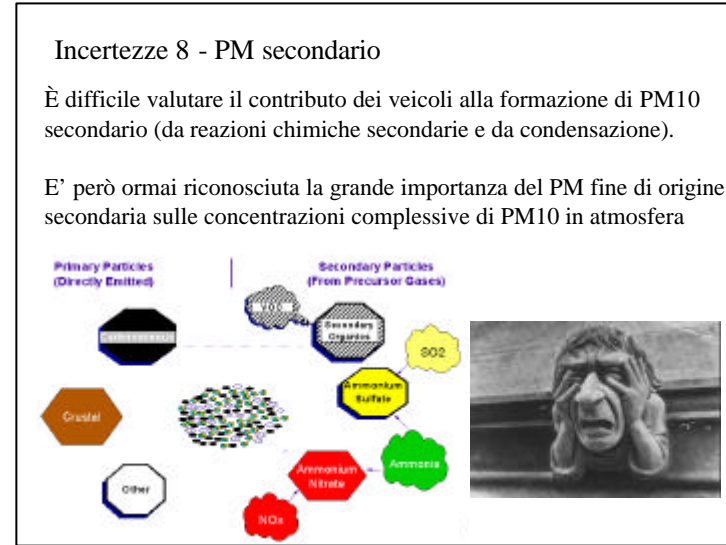 Incertezze 8 - PM secondario
È difficile valutare il contributo dei veicoli alla formazione di PM10
secondario (da reazioni chimiche secondarie e da condensazione).
E' però ormai riconosciuta la grande importanza del PM fine di origine
secondaria sulle concentrazioni complessive di PM10 in atmosfera
Primary Particles
(Directly Emitted)
Secondary Particles
(From Precursor Gases)
VOC
Carbonaceous
Secondary
Organics
SO2
Ammonium
Sulfate
Crustal
Ammonia
Ammonium
Nitrate
Other
NOx